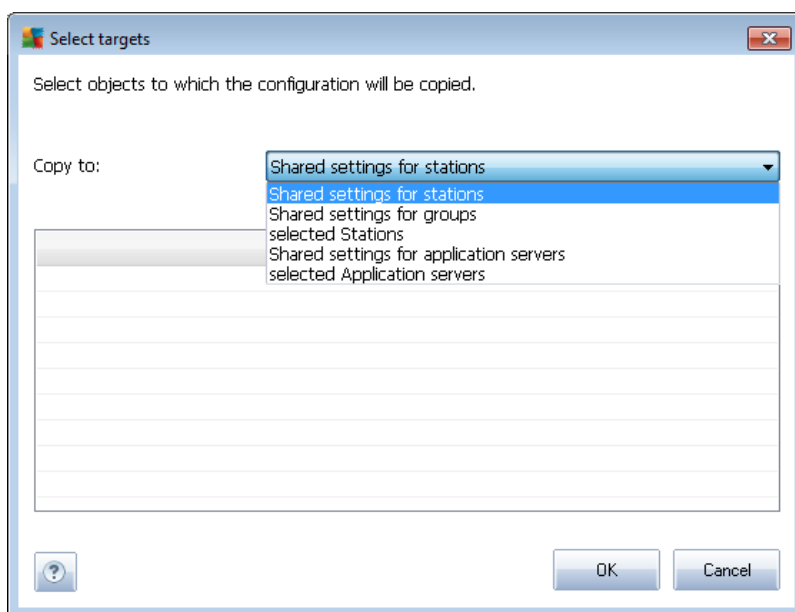 Select targets
Select objects to which the configuration will be copied.
Copy to:
Shared settings for stations
Shared settings for stations
Shared settings for groups
selected Stations
Shared settings for application servers
selected Application servers
?
OK
Cancel